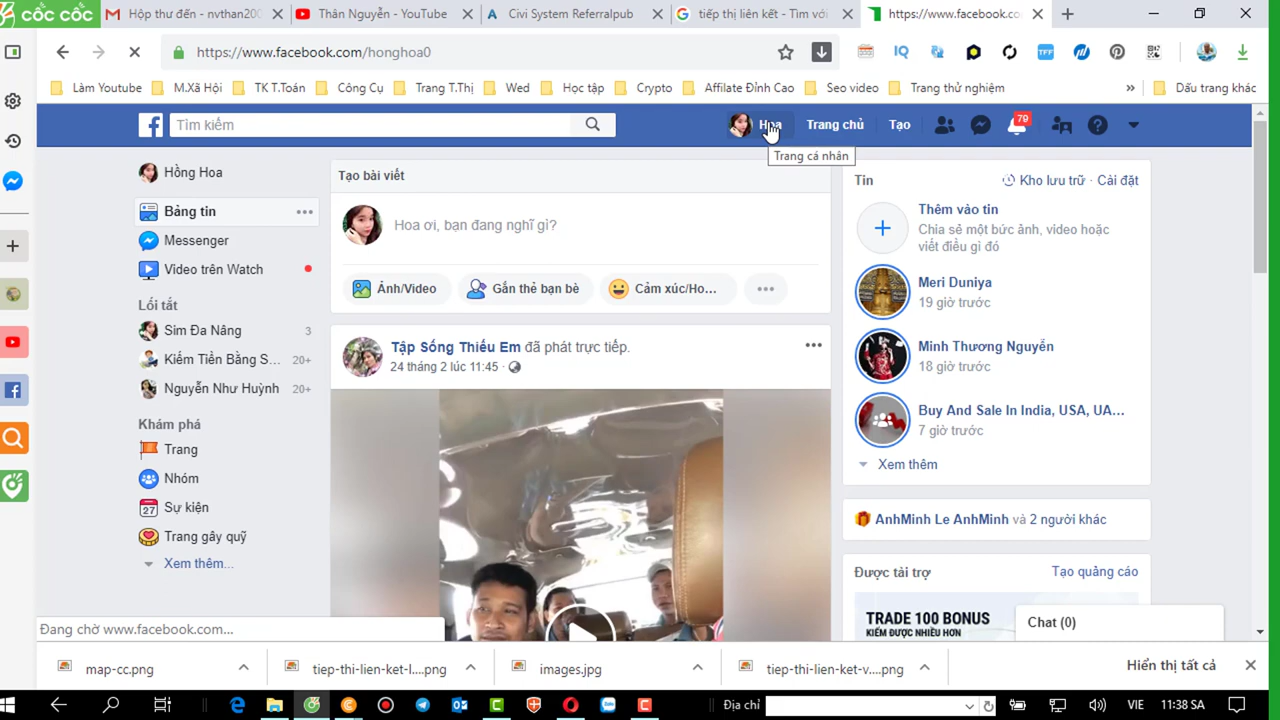 cốc cốc
Hộp thư đến - nvthan200
Thân Nguyễn - YouTube
Civi System Referralpub
tiếp thị liên kết - Tìm với
https://www.facebook.co
https://www.facebook.com/honghoa0
IQ
TFF
Làm Youtube
M.Xã Hội
TK T.Toán
Công Cụ
Trang T.Thị
Wed
Học tập
Crypto
Affilate Đỉnh Cao
Seo video
Trang thử nghiệm
»
Dấu trang khác
Tìm kiếm
Hoa
Trang chủ
Tạo
79
Trang cá nhân
Hồng Hoa
Bảng tin
Messenger
Video trên Watch
Lối tắt
Sim Đa Năng
3
Kiếm Tiền Bằng S...
20+
Nguyễn Như Huỳnh
20+
Khám phá
Trang
Nhóm
27
Sự kiện
Trang gây quỹ
Xem thêm...
Tạo bài viết
Hoa ơi, bạn đang nghĩ gì?
Ảnh/Video
Gắn thẻ bạn bè
Cảm xúc/Ho...
Tập Sống Thiếu Em đã phát trực tiếp.
24 tháng 2 lúc 11:45 ·
Tin
Kho lưu trữ · Cài đặt
Thêm vào tin
Chia sẻ một bức ảnh, video hoặc
viết điều gì đó
Meri Duniya
19 giờ trước
Minh Thương Nguyễn
18 giờ trước
Buy And Sale In India, USA, UA...
7 giờ trước
Xem thêm
AnhMinh Le AnhMinh và 2 người khác
Được tài trợ
Tạo quảng cáo
TRADE 100 BONUS
KIẾM ĐƯỢC NHIỀU HƠN
Chat (0)
Đang chờ www.facebook.com...
map-cc.png
tiep-thi-lien-ket-l....png
images.jpg
tiep-thi-lien-ket-v....png
Hiển thị tất cả
Địa chỉ
VIE
11:38 SA